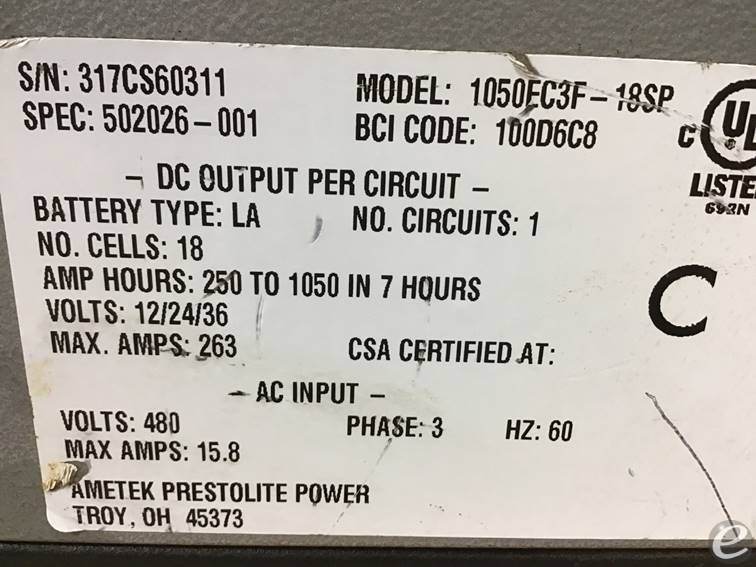 S/N: 317CS60311 MODEL: 1050EC3F-18SP
SPEC: 502026-001 BCI CODE: 100D6C8
C UL
LISTE
693N
- DC OUTPUT PER CIRCUIT -
BATTERY TYPE: LA NO. CIRCUITS: 1
NO. CELLS: 18
AMP HOURS: 250 TO 1050 IN 7 HOURS
C
VOLTS: 12/24/36
MAX. AMPS: 263 CSA CERTIFIED AT:
- AC INPUT -
VOLTS: 480 PHASE: 3 HZ: 60
MAX AMPS: 15.8
AMETEK PRESTOLITE POWER
TROY, OH 45373
e